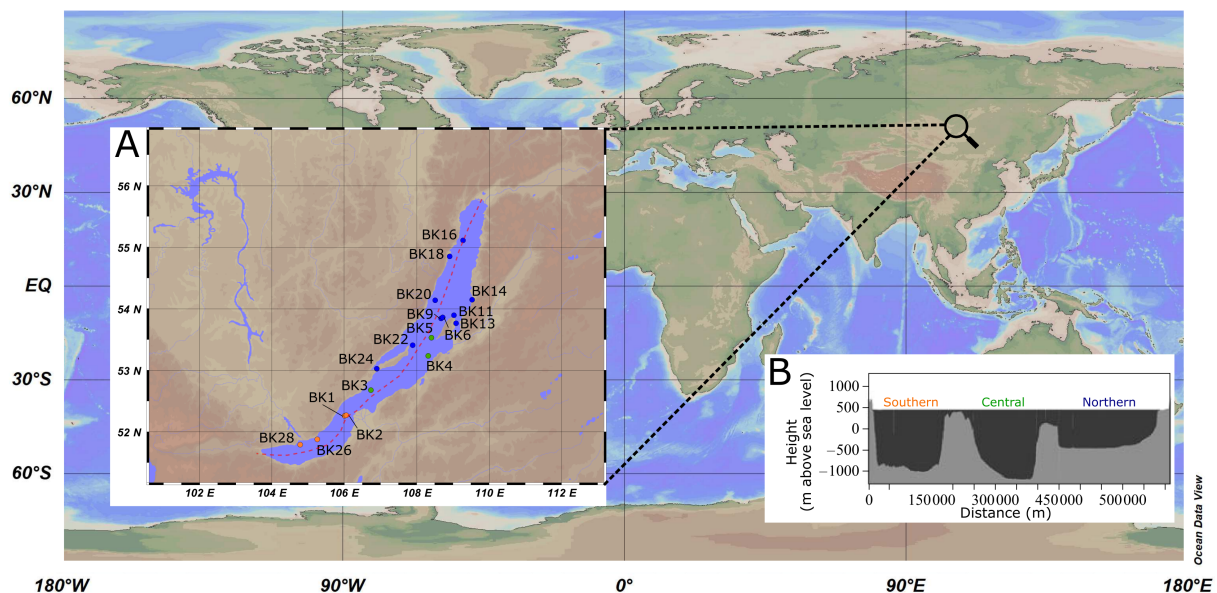 60°N
30°N
EQ
30°S
60°S
180°W
90°W
0°
90°E
180°E
Ocean Data View
A
56 N
55 N
54 N
53 N
52 N
102 E
104 E
106 E
108 E
110 E
112 E
BK16
BK18
BK20
BK14
BK9
BK11
BK5
BK13
BK6
BK22
BK4
BK24
BK3
BK1
BK2
BK28
BK26
B
Height
(m above sea level)
1000
500
0
−500
−1000
Southern
Central
Northern
0
150000
300000
450000
500000
Distance (m)